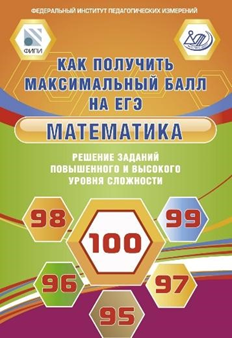 ФЕДЕРАЛЬНЫЙ ИНСТИТУТ ПЕДАГОГИЧЕСКИХ ИЗМЕРЕНИЙ
ФИПИ
КАК ПОЛУЧИТЬ
МАКСИМАЛЬНЫЙ БАЛЛ
НА ЕГЭ
МАТЕМАТИКА
РЕШЕНИЕ ЗАДАНИЙ
ПОВЫШЕННОГО И ВЫСОКОГО
УРОВНЯ СЛОЖНОСТИ
98
99
100
96
97
95